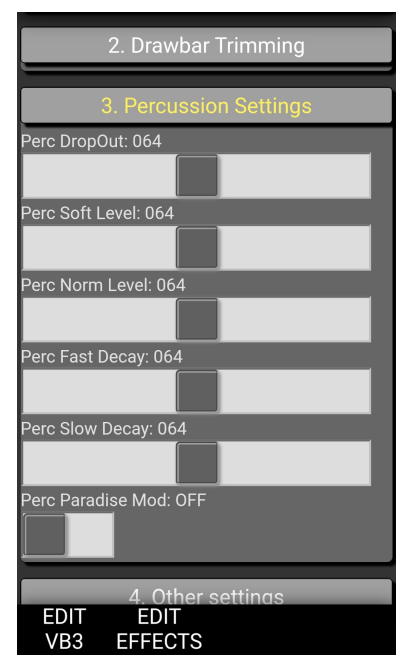 2. Drawbar Trimming
3. Percussion Settings
Perc DropOut: 064
Perc Soft Level: 064
Perc Norm Level: 064
Perc Fast Decay: 064
Perc Slow Decay: 064
Perc Paradise Mod: OFF
4. Other settings
EDIT EDIT
VB3 EFFECTS